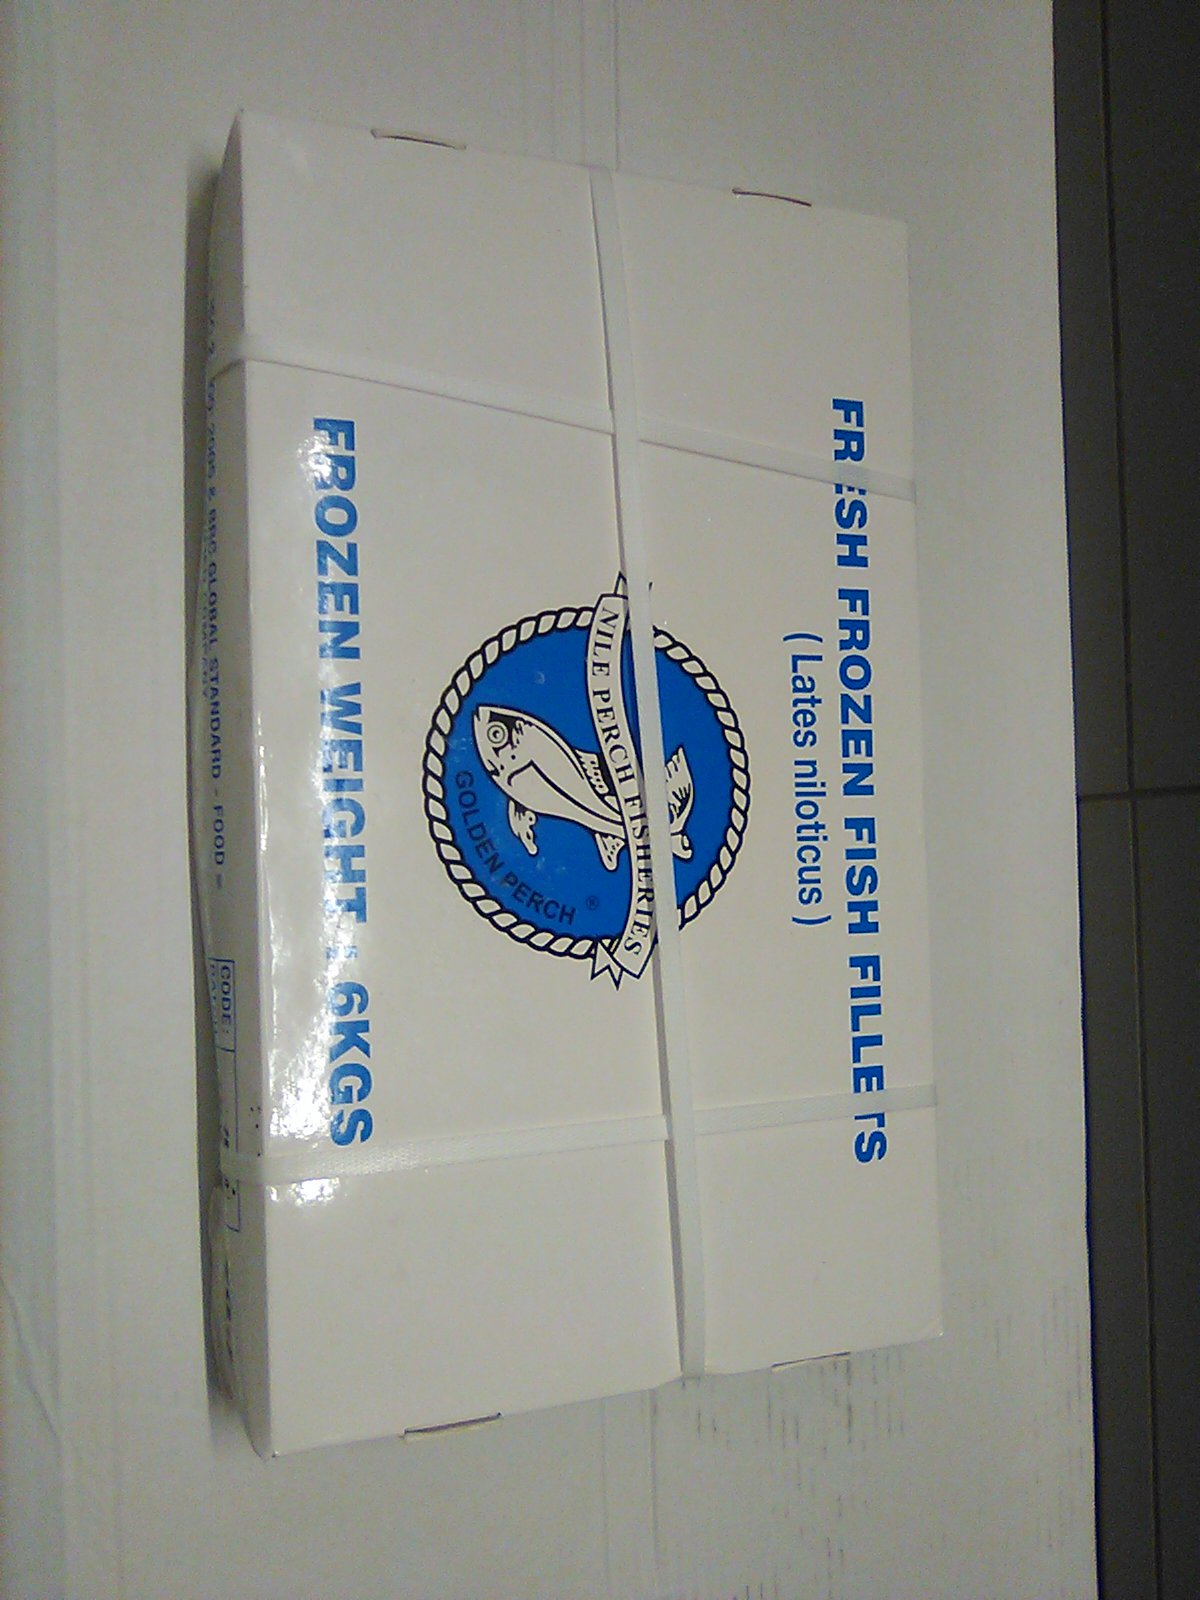 FRESH FROZEN FISH FILLETS
( Lates niloticus )
NILE PERCH FISHERIES
GOLDEN PERCH ®
FROZEN WEIGHT : 6KGS
GLOBAL STANDARD - FOOD
CODE: